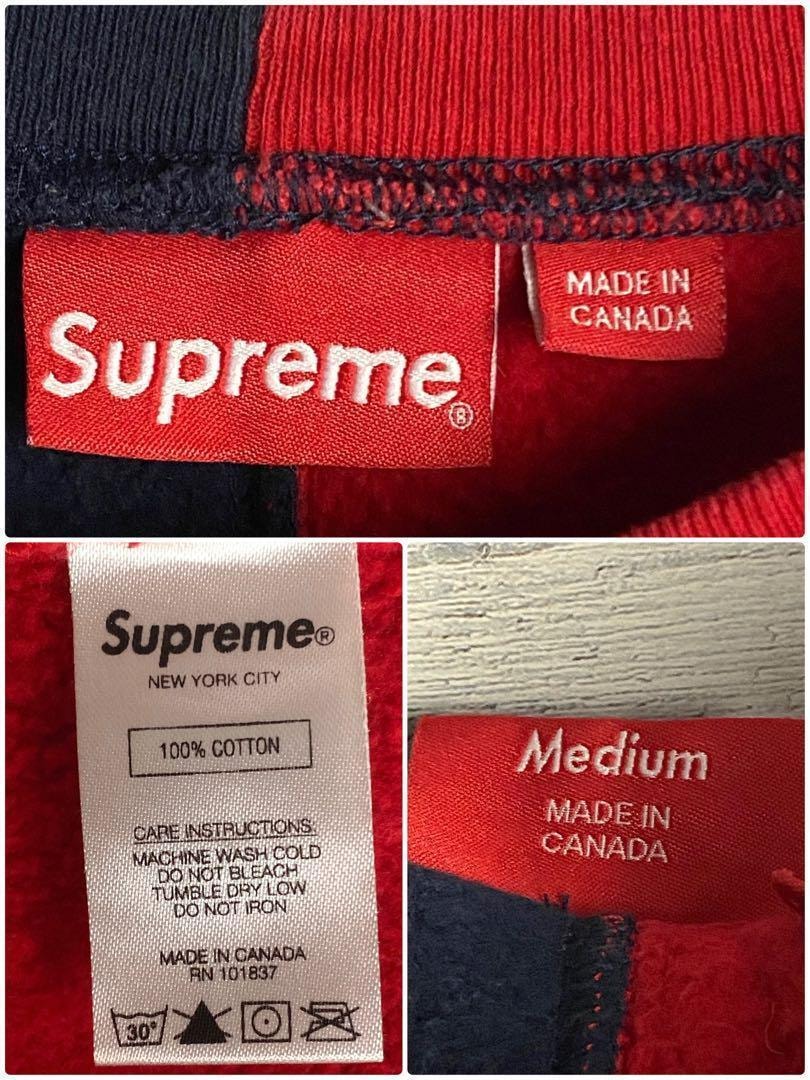 Supreme®
MADE IN
CANADA
Supreme®
NEW YORK CITY
100% COTTON
CARE INSTRUCTIONS:
MACHINE WASH COLD
DO NOT BLEACH
TUMBLE DRY LOW
DO NOT IRON
MADE IN CANADA
RN 101837
30°
Medium
MADE IN
CANADA